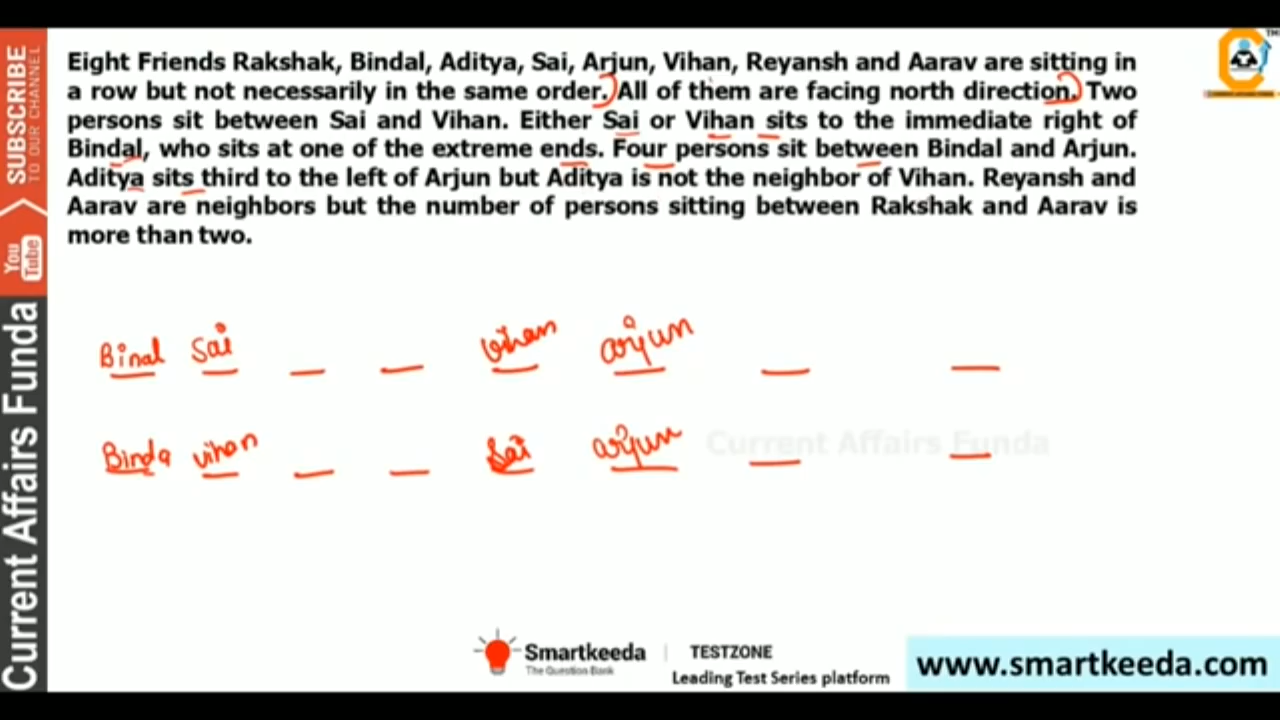 Eight Friends Rakshak, Bindal, Aditya, Sai, Arjun, Vihan, Reyansh and Aarav are sitting in
a row but not necessarily in the same order. All of them are facing north direction. Two
persons sit between Sai and Vihan. Either Sai or Vihan sits to the immediate right of
Bindal, who sits at one of the extreme ends. Four persons sit between Bindal and Arjun.
Aditya sits third to the left of Arjun but Aditya is not the neighbor of Vihan. Reyansh and
Aarav are neighbors but the number of persons sitting between Rakshak and Aarav is
more than two.
Binal Sai _ _ Vihan arjun _ _
Binda vihan _ _ Sai arjun _ _
Current Affairs Funda
SUBSCRIBE
TO OUR CHANNEL
You
Tube
Current Affairs Funda
Smartkeeda
The Question Bank
TESTZONE
Leading Test Series platform
www.smartkeeda.com